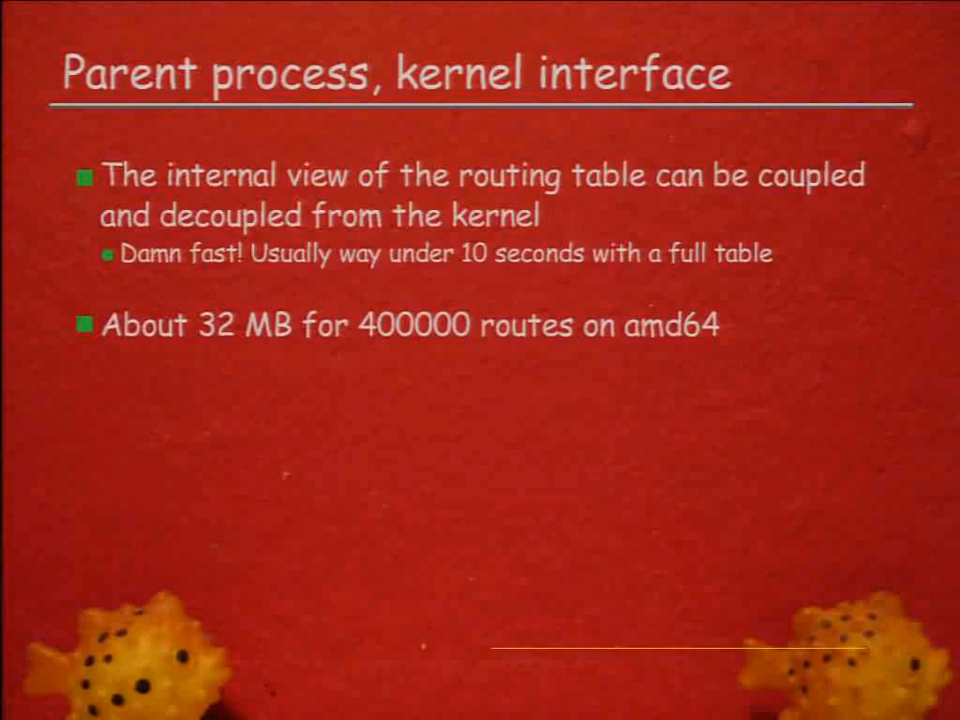 Parent process, kernel interface
The internal view of the routing table can be coupled
and decoupled from the kernel
Damn fast! Usually way under 10 seconds with a full table
About 32 MB for 400000 routes on amd64